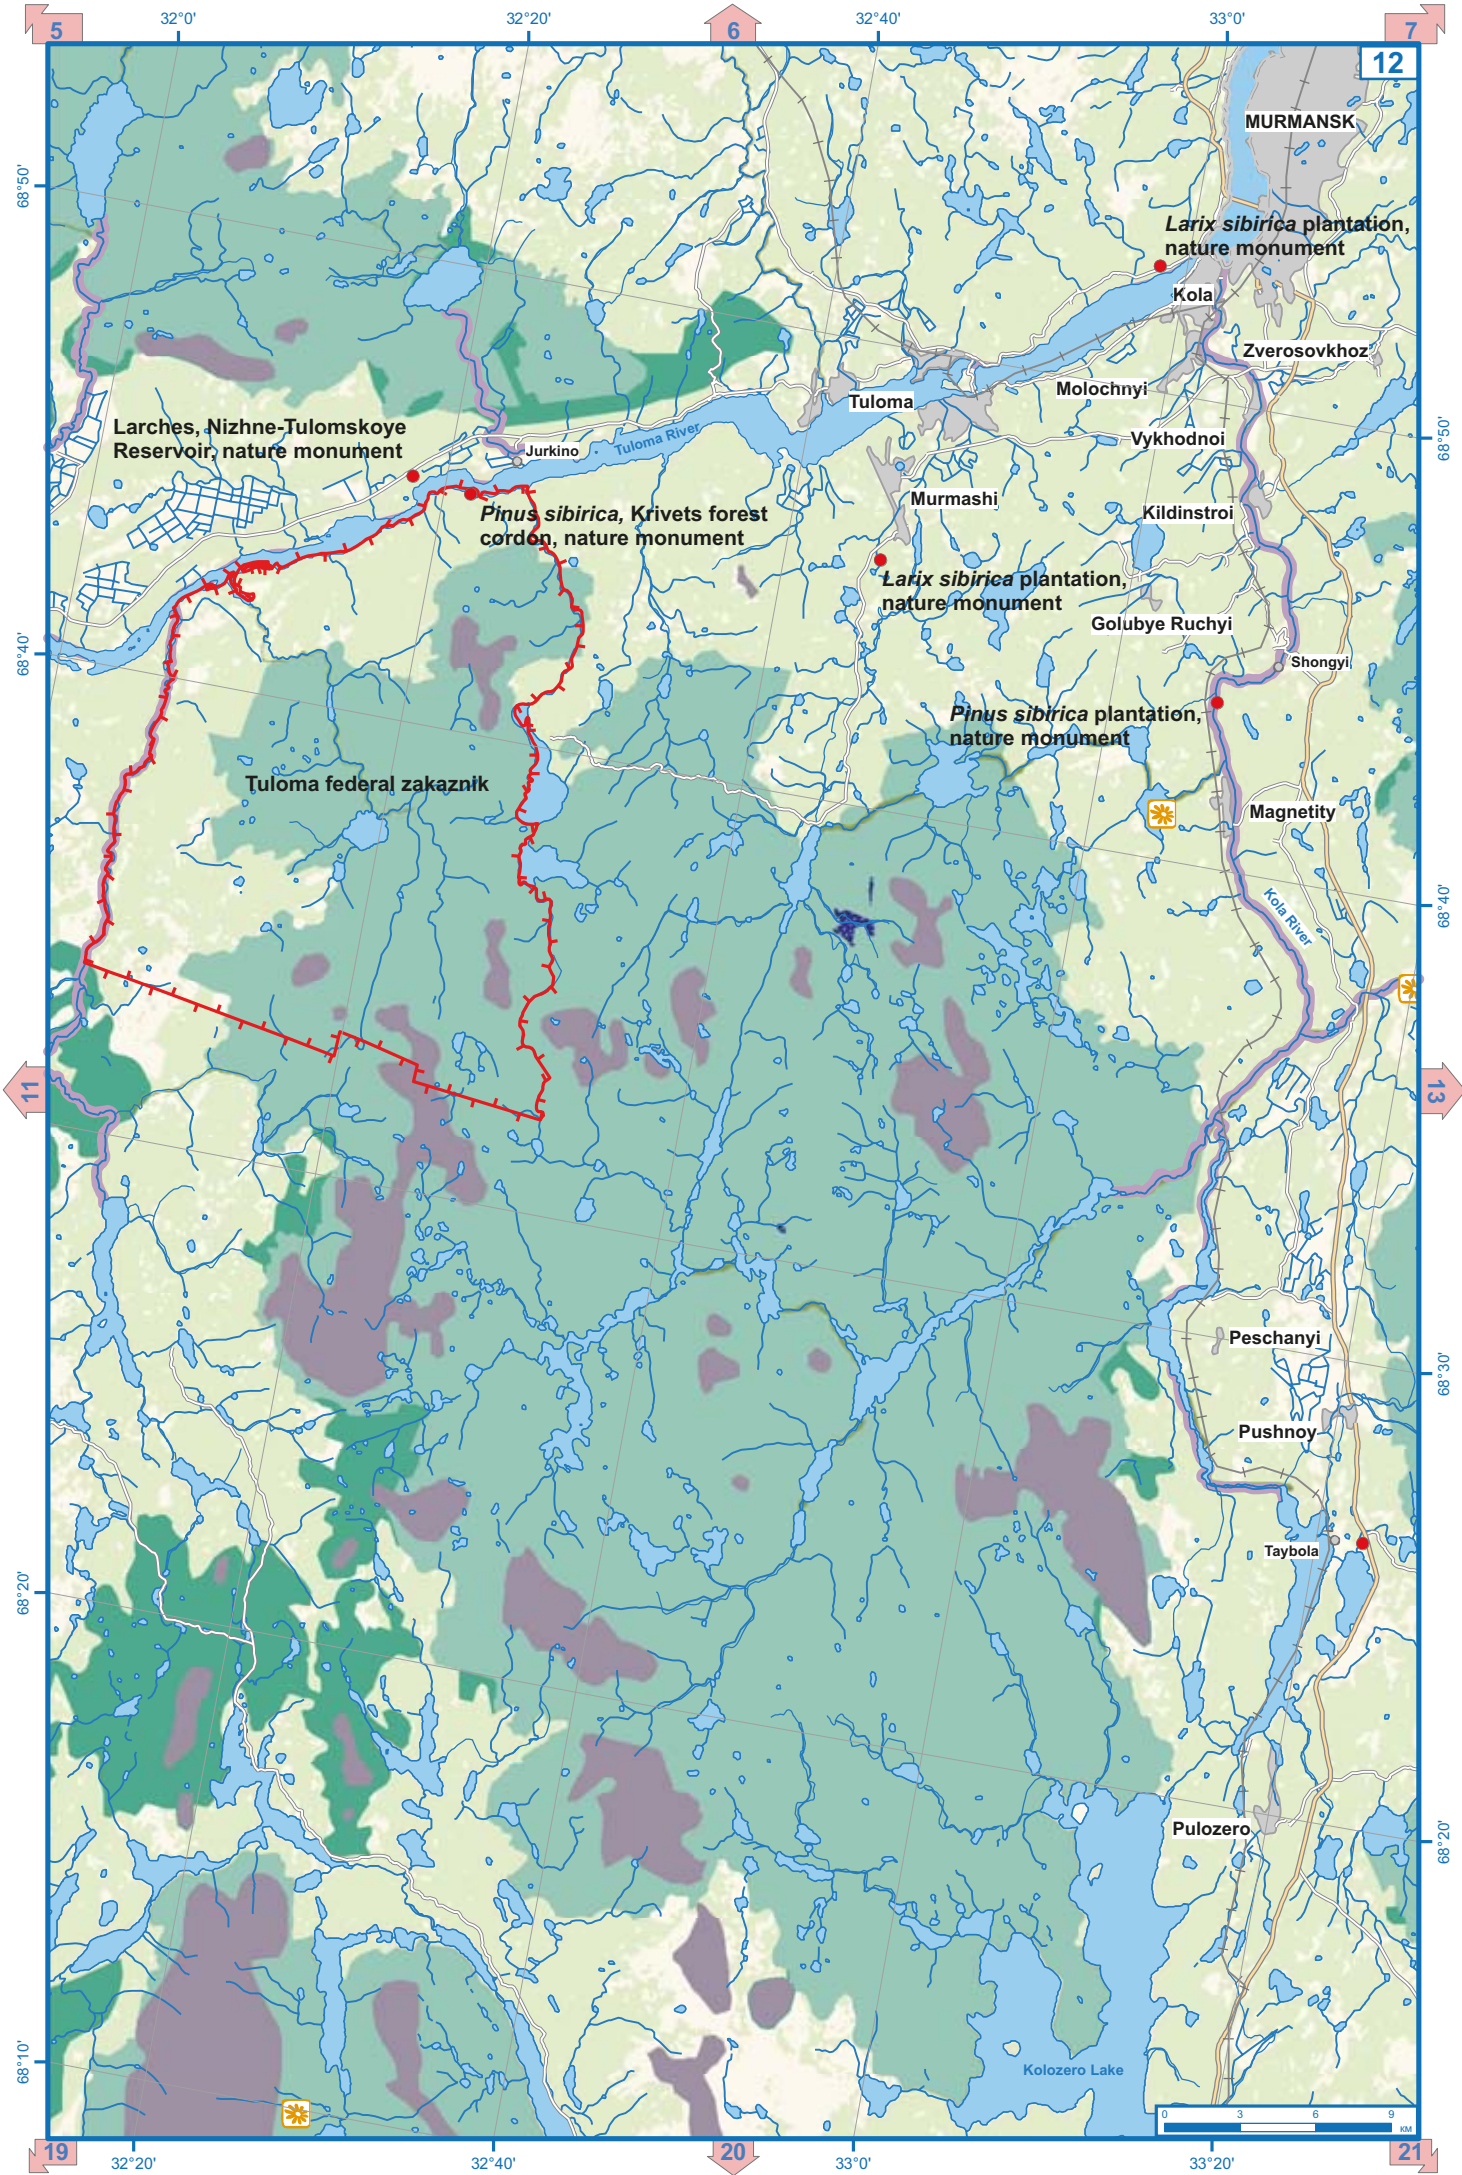 5
32°0'
32°20'
6
32°40'
33°0'
7
12
MURMANSK
68°50'
Larix sibirica plantation,
nature monument
Kola
Zverosovkhoz
Molochnyi
Tuloma
Larches, Nizhne-Tulomskoye
Reservoir, nature monument
Tuloma River
Jurkino
Vykhodnoi
68°50'
Murmashi
Pinus sibirica, Krivets forest
cordon, nature monument
Kildinstroi
Larix sibirica plantation,
nature monument
Golubye Ruchyi
68°40'
Shongyi
Pinus sibirica plantation,
nature monument
Tuloma federal zakaznik
Magnetity
Kola River
68°40'
11
13
Peschanyi
68°30'
Pushnoy
Taybola
68°20'
Pulozero
68°20'
68°10'
Kolozero Lake
0 3 6 9
км
19
32°20'
32°40'
20
33°0'
33°20'
21